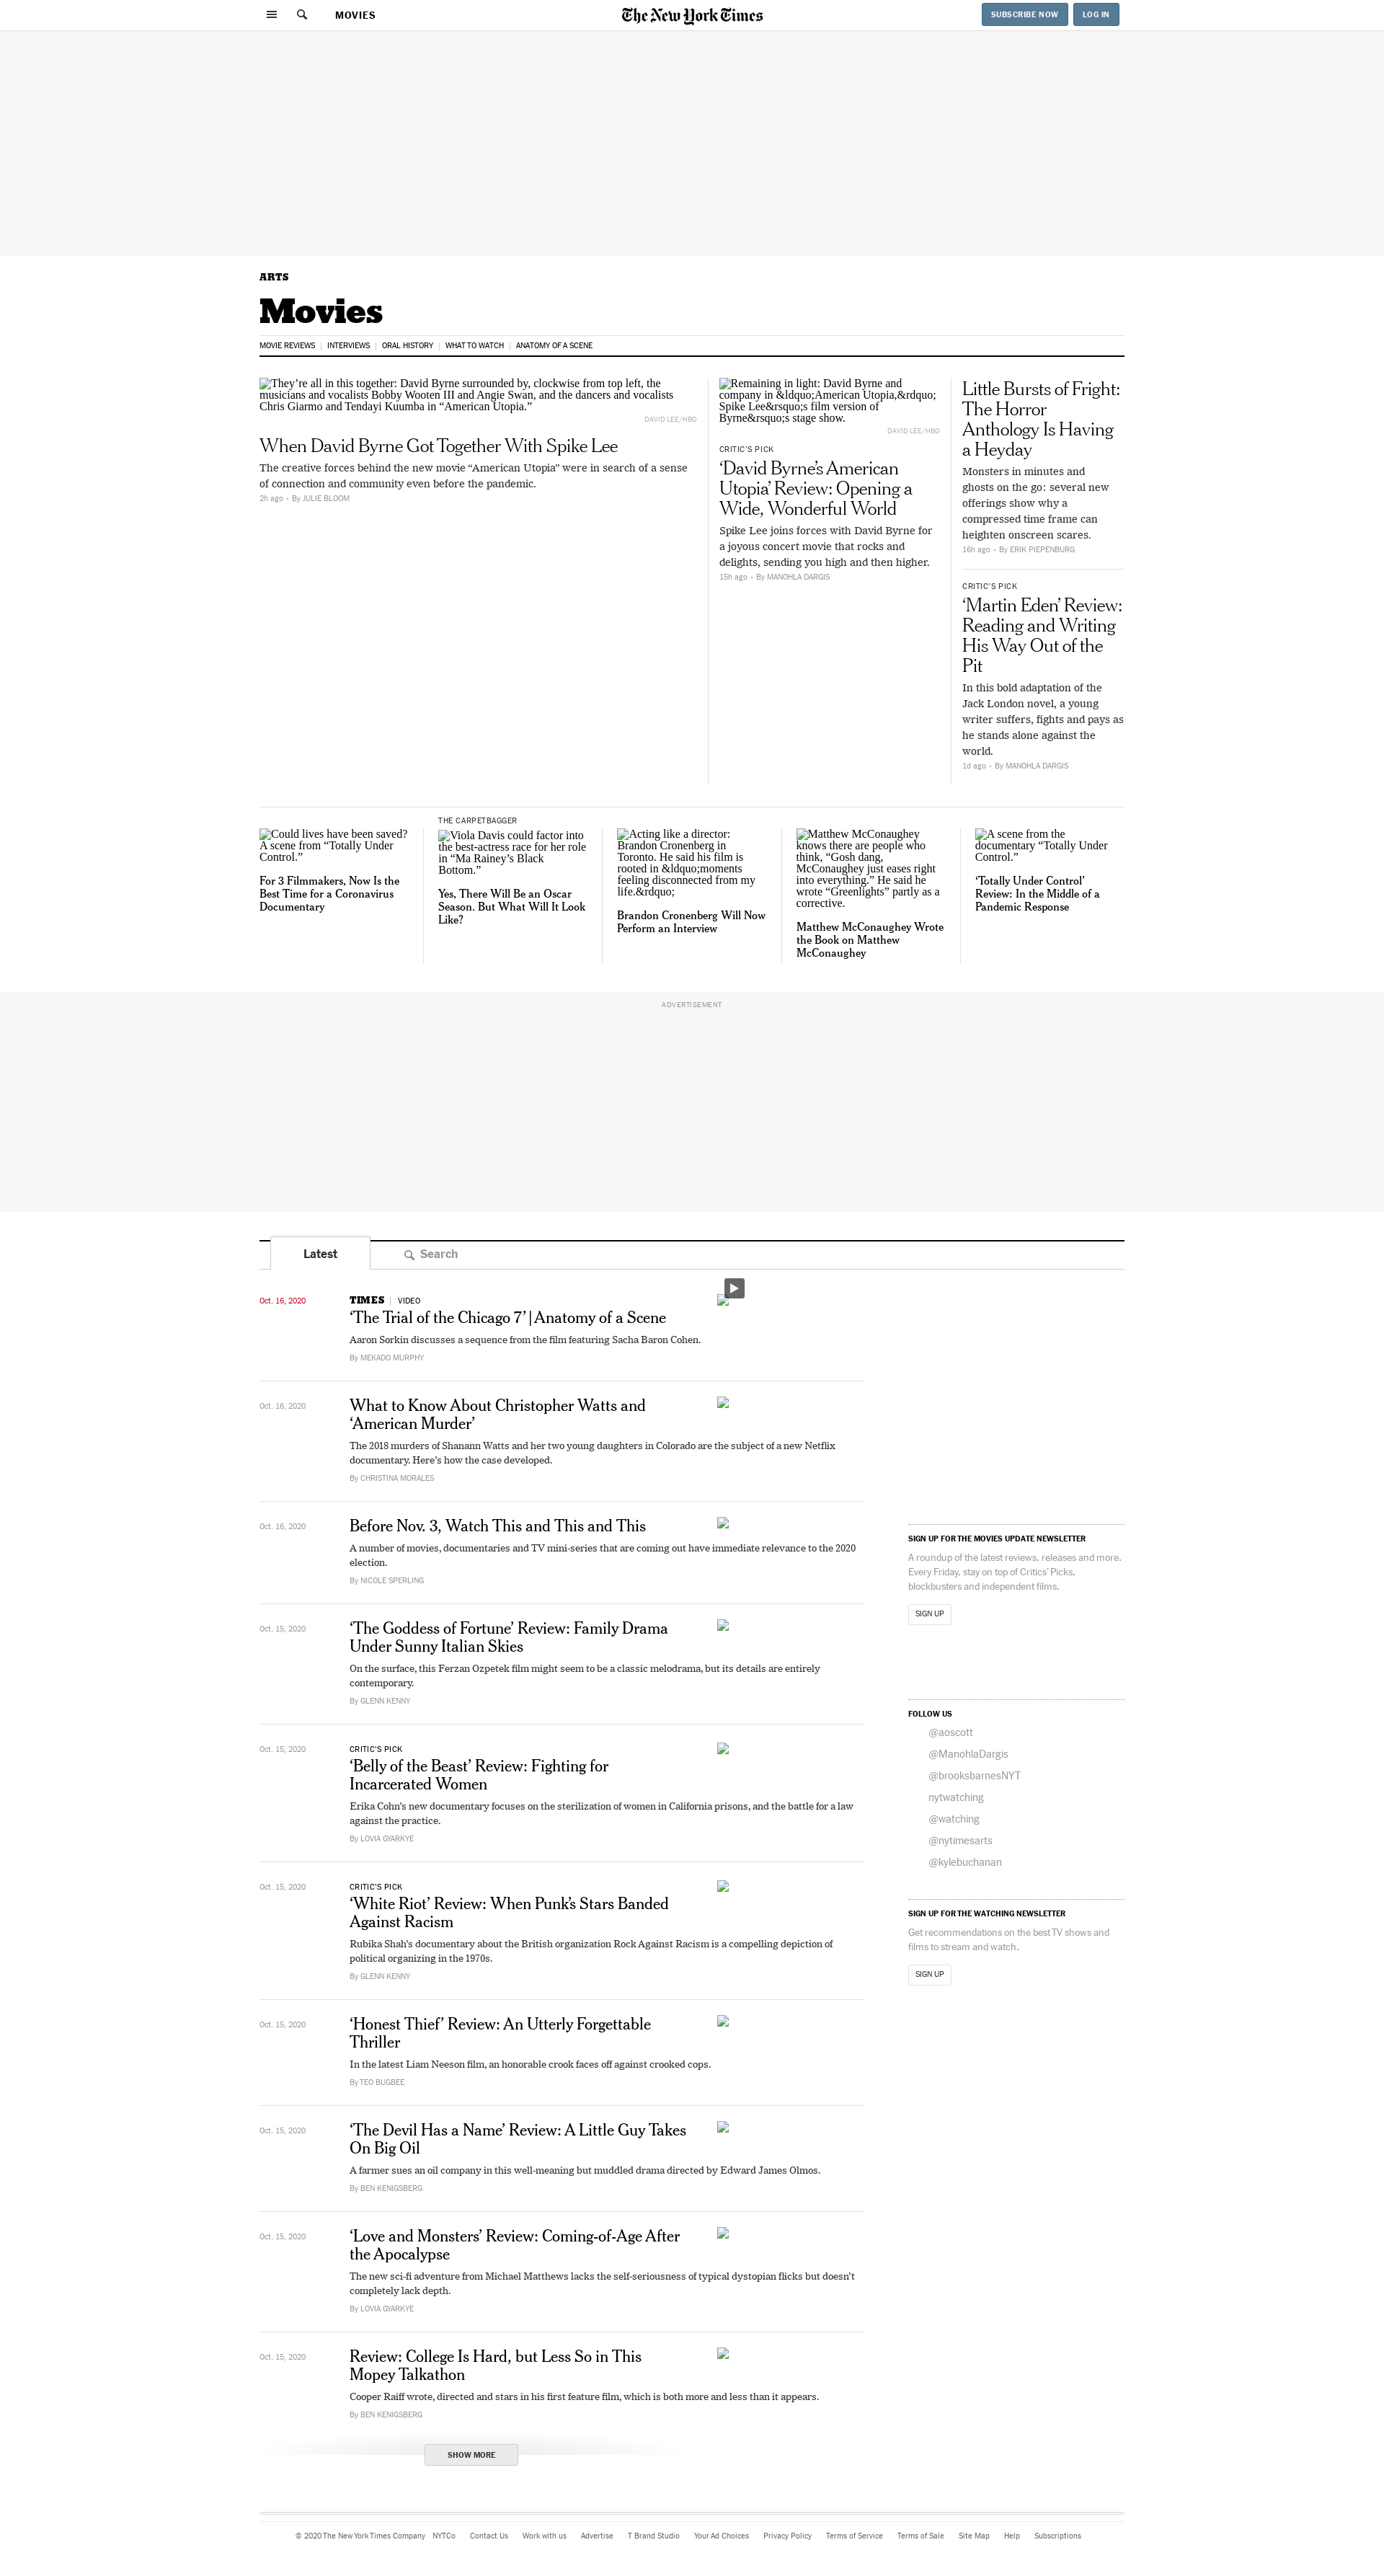 MOVIES
The New York Times
SUBSCRIBE NOW
LOG IN
ARTS
Movies
MOVIE REVIEWS
INTERVIEWS
ORAL HISTORY
WHAT TO WATCH
ANATOMY OF A SCENE
They’re all in this together: David Byrne surrounded by, clockwise from top left, the
musicians and vocalists Bobby Wooten III and Angie Swan, and the dancers and vocalists
Chris Giarmo and Tendayi Kuumba in “American Utopia.”
DAVID LEE/HBO
When David Byrne Got Together With Spike Lee
The creative forces behind the new movie “American Utopia” were in search of a sense
of connection and community even before the pandemic.
2h ago · By JULIE BLOOM
Remaining in light: David Byrne and
company in &ldquo;American Utopia,&rdquo;
Spike Lee&rsquo;s film version of
Byrne&rsquo;s stage show.
DAVID LEE/HBO
CRITIC’S PICK
‘David Byrne’s American
Utopia’ Review: Opening a
Wide, Wonderful World
Spike Lee joins forces with David Byrne for
a joyous concert movie that rocks and
delights, sending you high and then higher.
15h ago · By MANOHLA DARGIS
Little Bursts of Fright:
The Horror
Anthology Is Having
a Heyday
Monsters in minutes and
ghosts on the go: several new
offerings show why a
compressed time frame can
heighten onscreen scares.
16h ago · By ERIK PIEPENBURG
CRITIC’S PICK
‘Martin Eden’ Review:
Reading and Writing
His Way Out of the
Pit
In this bold adaptation of the
Jack London novel, a young
writer suffers, fights and pays as
he stands alone against the
world.
1d ago · By MANOHLA DARGIS
Could lives have been saved?
A scene from “Totally Under
Control.”
For 3 Filmmakers, Now Is the
Best Time for a Coronavirus
Documentary
THE CARPETBAGGER
Viola Davis could factor into
the best-actress race for her role
in “Ma Rainey’s Black
Bottom.”
Yes, There Will Be an Oscar
Season. But What Will It Look
Like?
Acting like a director:
Brandon Cronenberg in
Toronto. He said his film is
rooted in &ldquo;moments
feeling disconnected from my
life.&rdquo;
Brandon Cronenberg Will Now
Perform an Interview
Matthew McConaughey
knows there are people who
think, “Gosh dang,
McConaughey just eases right
into everything.” He said he
wrote “Greenlights” partly as a
corrective.
Matthew McConaughey Wrote
the Book on Matthew
McConaughey
A scene from the
documentary “Totally Under
Control.”
‘Totally Under Control’
Review: In the Middle of a
Pandemic Response
ADVERTISEMENT
Latest
Search
Oct. 16, 2020
TIMES | VIDEO
‘The Trial of the Chicago 7’ | Anatomy of a Scene
Aaron Sorkin discusses a sequence from the film featuring Sacha Baron Cohen.
By MEKADO MURPHY
Oct. 16, 2020
What to Know About Christopher Watts and
‘American Murder’
The 2018 murders of Shanann Watts and her two young daughters in Colorado are the subject of a new Netflix
documentary. Here’s how the case developed.
By CHRISTINA MORALES
Oct. 16, 2020
Before Nov. 3, Watch This and This and This
A number of movies, documentaries and TV mini-series that are coming out have immediate relevance to the 2020
election.
By NICOLE SPERLING
Oct. 15, 2020
‘The Goddess of Fortune’ Review: Family Drama
Under Sunny Italian Skies
On the surface, this Ferzan Ozpetek film might seem to be a classic melodrama, but its details are entirely
contemporary.
By GLENN KENNY
Oct. 15, 2020
CRITIC’S PICK
‘Belly of the Beast’ Review: Fighting for
Incarcerated Women
Erika Cohn’s new documentary focuses on the sterilization of women in California prisons, and the battle for a law
against the practice.
By LOVIA GYARKYE
Oct. 15, 2020
CRITIC’S PICK
‘White Riot’ Review: When Punk’s Stars Banded
Against Racism
Rubika Shah’s documentary about the British organization Rock Against Racism is a compelling depiction of
political organizing in the 1970s.
By GLENN KENNY
Oct. 15, 2020
‘Honest Thief’ Review: An Utterly Forgettable
Thriller
In the latest Liam Neeson film, an honorable crook faces off against crooked cops.
By TEO BUGBEE
Oct. 15, 2020
‘The Devil Has a Name’ Review: A Little Guy Takes
On Big Oil
A farmer sues an oil company in this well-meaning but muddled drama directed by Edward James Olmos.
By BEN KENIGSBERG
Oct. 15, 2020
‘Love and Monsters’ Review: Coming-of-Age After
the Apocalypse
The new sci-fi adventure from Michael Matthews lacks the self-seriousness of typical dystopian flicks but doesn’t
completely lack depth.
By LOVIA GYARKYE
Oct. 15, 2020
Review: College Is Hard, but Less So in This
Mopey Talkathon
Cooper Raiff wrote, directed and stars in his first feature film, which is both more and less than it appears.
By BEN KENIGSBERG
SHOW MORE
SIGN UP FOR THE MOVIES UPDATE NEWSLETTER
A roundup of the latest reviews, releases and more.
Every Friday, stay on top of Critics’ Picks,
blockbusters and independent films.
SIGN UP
FOLLOW US
@aoscott
@ManohlaDargis
@brooksbarnesNYT
nytwatching
@watching
@nytimesarts
@kylebuchanan
SIGN UP FOR THE WATCHING NEWSLETTER
Get recommendations on the best TV shows and
films to stream and watch.
SIGN UP
© 2020 The New York Times Company
NYTCo
Contact Us
Work with us
Advertise
T Brand Studio
Your Ad Choices
Privacy Policy
Terms of Service
Terms of Sale
Site Map
Help
Subscriptions